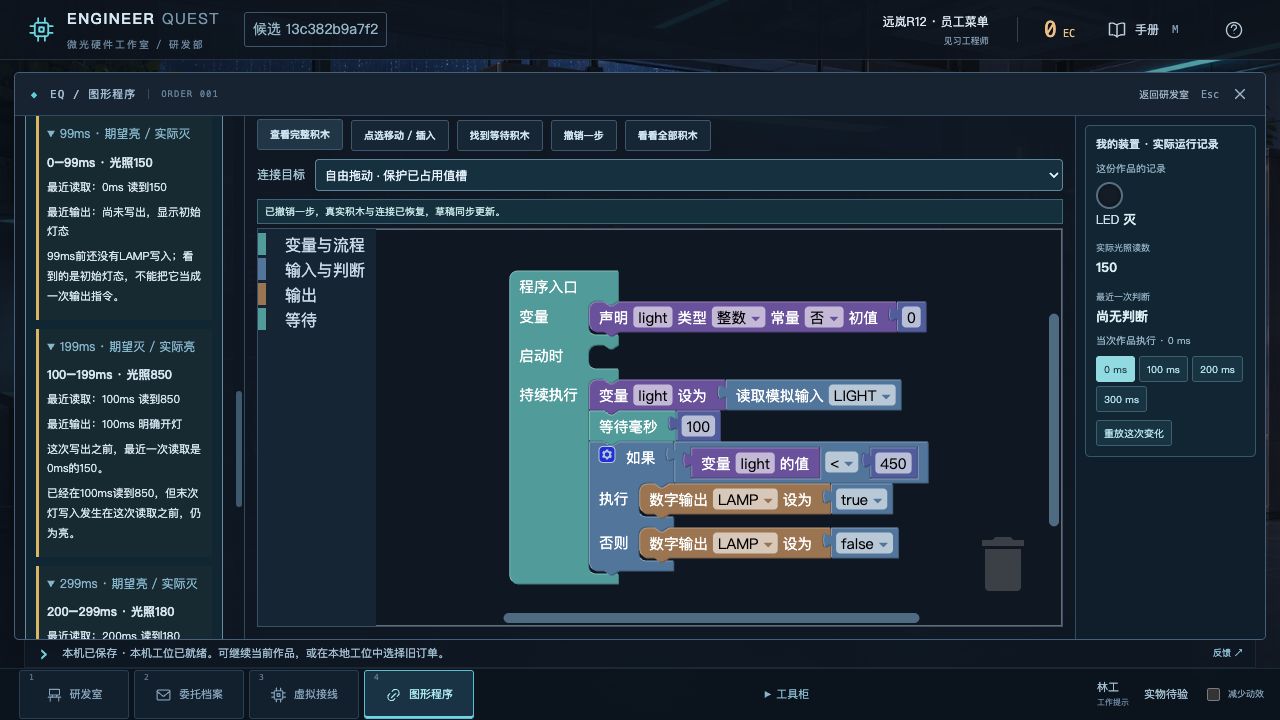 ENGINEER QUEST
微光硬件工作室 / 研发部
候选 13c382b9a7f2
远岚R12 · 员工菜单
见习工程师
0 EC
手册 M
EQ / 图形程序 ORDER 001
返回研发室 Esc
99ms · 期望亮 / 实际灭
0—99ms · 光照150
最近读取：0ms 读到150
最近输出：尚未写出，显示初始
灯态
99ms前还没有LAMP写入；看
到的是初始灯态，不能把它当成
一次输出指令。
199ms · 期望灭 / 实际亮
100—199ms · 光照850
最近读取：100ms 读到850
最近输出：100ms 明确开灯
这次写出之前，最近一次读取是
0ms的150。
已经在100ms读到850，但末次
灯写入发生在这次读取之前，仍
为亮。
299ms · 期望亮 / 实际灭
200—299ms · 光照180
最近读取：200ms 读到180
查看完整积木
点选移动 / 插入
找到等待积木
撤销一步
看看全部积木
连接目标
自由拖动 · 保护已占用值槽
已撤销一步，真实积木与连接已恢复，草稿同步更新。
变量与流程
输入与判断
输出
等待
程序入口
变量 声明 light 类型 整数 常量 否 初值 0
启动时
持续执行 变量 light 设为 读取模拟输入 LIGHT
等待毫秒 100
如果 变量 light 的值 < 450
执行 数字输出 LAMP 设为 true
否则 数字输出 LAMP 设为 false
我的装置 · 实际运行记录
这份作品的记录
LED 灭
实际光照读数
150
最近一次判断
尚无判断
当次作品执行 · 0 ms
0 ms
100 ms
200 ms
300 ms
重放这次变化
本机已保存 · 本机工位已就绪。可继续当前作品，或在本地工位中选择旧订单。
反馈
1 研发室
2 委托档案
3 虚拟接线
4 图形程序
工具柜
林工
工作提示
实物待验
减少动效